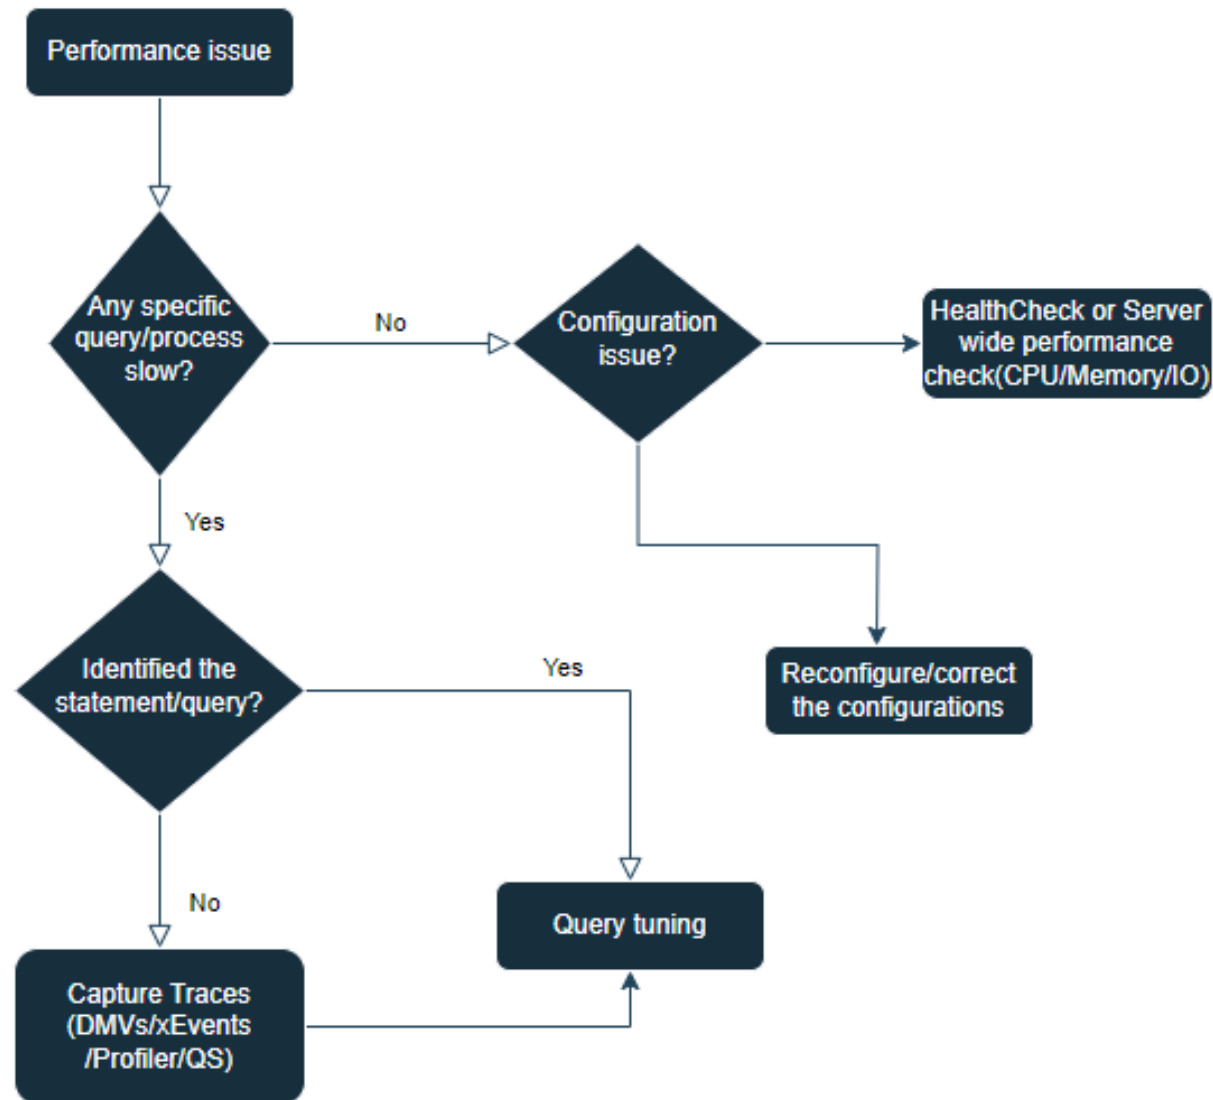 Performance issue
Any specific
query/process
slow?
No
Configuration
issue?
HealthCheck or Server
wide performance
check(CPU/Memory/IO)
Yes
Identified the
statement/query?
Yes
Reconfigure/correct
the configurations
No
Query tuning
Capture Traces
(DMVs/xEvents
/Profiler/QS)